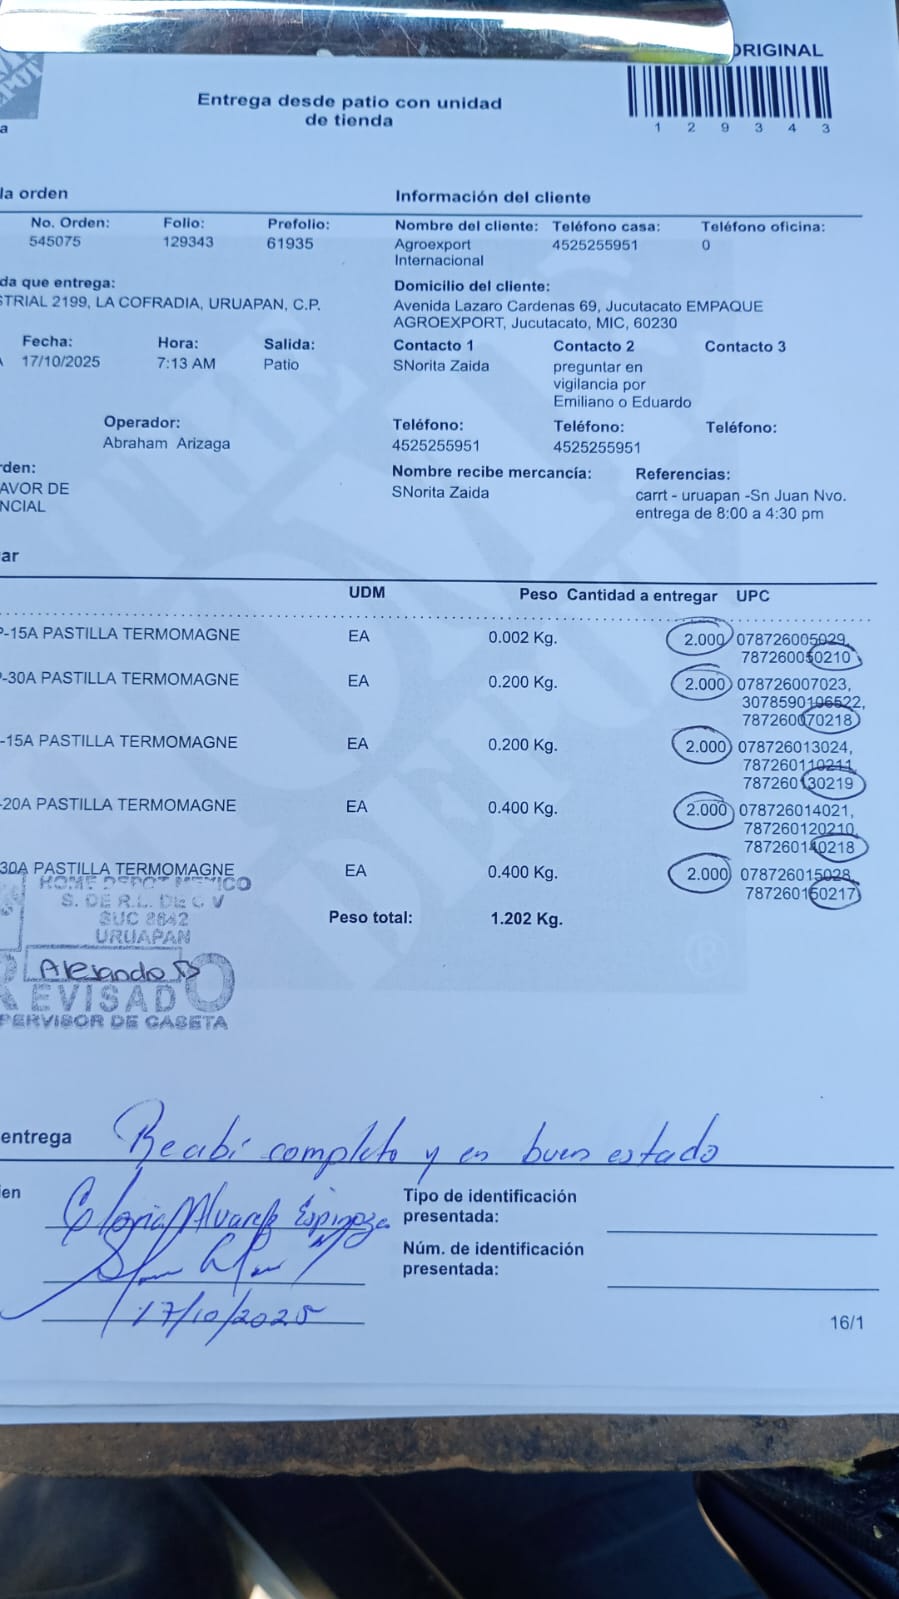 ORIGINAL
Entrega desde patio con unidad
de tienda
1 2 9 3 4 3
a
la orden
Información del cliente
No. Orden: Folio: Prefolio: Nombre del cliente: Teléfono casa: Teléfono oficina:
545075 129343 61935 Agroexport 4525255951 0
Internacional
da que entrega: Domicilio del cliente:
STRIAL 2199, LA COFRADIA, URUAPAN, C.P. Avenida Lazaro Cardenas 69, Jucutacato EMPAQUE
AGROEXPORT, Jucutacato, MIC, 60230
Fecha: Hora: Salida: Contacto 1 Contacto 2 Contacto 3
A 17/10/2025 7:13 AM Patio SNorita Zaida preguntar en
vigilancia por
Emiliano o Eduardo
Operador: Teléfono: Teléfono: Teléfono:
Abraham Arizaga 4525255951 4525255951
rden: Nombre recibe mercancía: Referencias:
AVOR DE SNorita Zaida carrt - uruapan -Sn Juan Nvo.
NCIAL entrega de 8:00 a 4:30 pm
ar
UDM Peso Cantidad a entregar UPC
P-15A PASTILLA TERMOMAGNE EA 0.002 Kg. 2.000 078726005029,
787260050210
P-30A PASTILLA TERMOMAGNE EA 0.200 Kg. 2.000 078726007023,
3078590106522,
787260070218
-15A PASTILLA TERMOMAGNE EA 0.200 Kg. 2.000 078726013024,
787260110211,
787260130219
-20A PASTILLA TERMOMAGNE EA 0.400 Kg. 2.000 078726014021,
787260120210,
787260140218
30A PASTILLA TERMOMAGNE EA 0.400 Kg. 2.000 078726015028,
787260150217
HOME DEPOT MEXICO
S. DE R.L. DE C V
SUC 8642
URUAPAN
Peso total: 1.202 Kg.
Alejandro
REVISADO
PERVISOR DE CASETA
entrega Recibí completo y en buen estado
ien Gloria Alvarez Espinoza Tipo de identificación
presentada:
Núm. de identificación
presentada:
17/10/2025
16/1